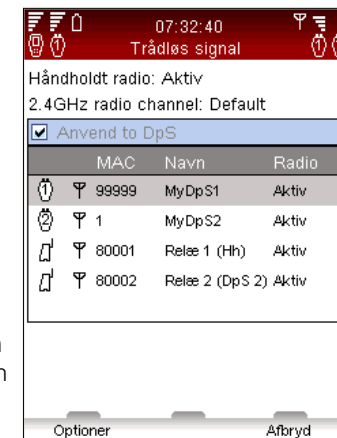 07:32:40
Trådløs signal
Håndholdt radio: Aktiv
2.4GHz radio channel: Default
Anvend to DpS
MAC Navn Radio
1 99999 MyDpS1 Aktiv
2 1 MyDpS2 Aktiv
80001 Relæ 1 (Hh) Aktiv
80002 Relæ 2 (DpS 2) Aktiv
Optioner Afbryd